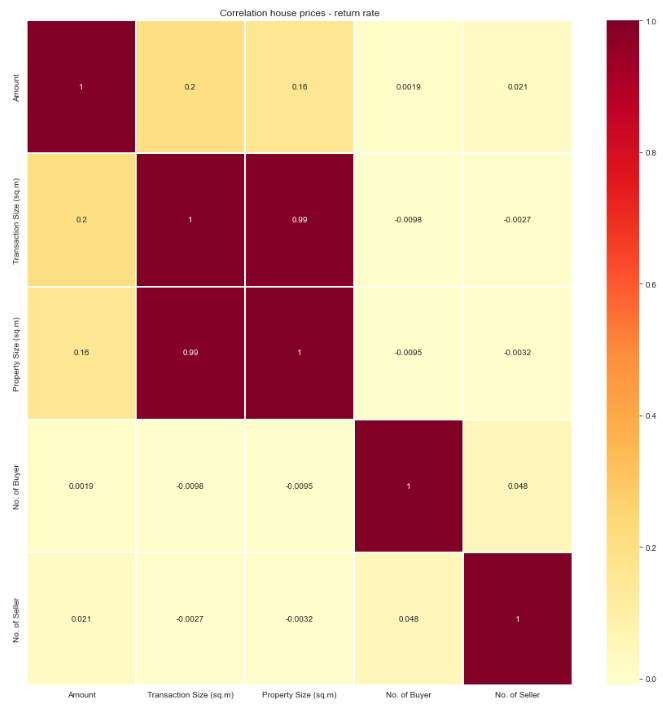 Correlation house prices - return rate
Amount
1
0.2
0.16
0.0019
0.021
Transaction Size (sq.m)
0.2
1
0.99
-0.0098
-0.0027
Property Size (sq.m)
0.16
0.99
1
-0.0095
-0.0032
No. of Buyer
0.0019
-0.0098
-0.0095
1
0.048
No. of Seller
0.021
-0.0027
-0.0032
0.048
1
Amount
Transaction Size (sq.m)
Property Size (sq.m)
No. of Buyer
No. of Seller
1.0
0.8
0.6
0.4
0.2
0.0